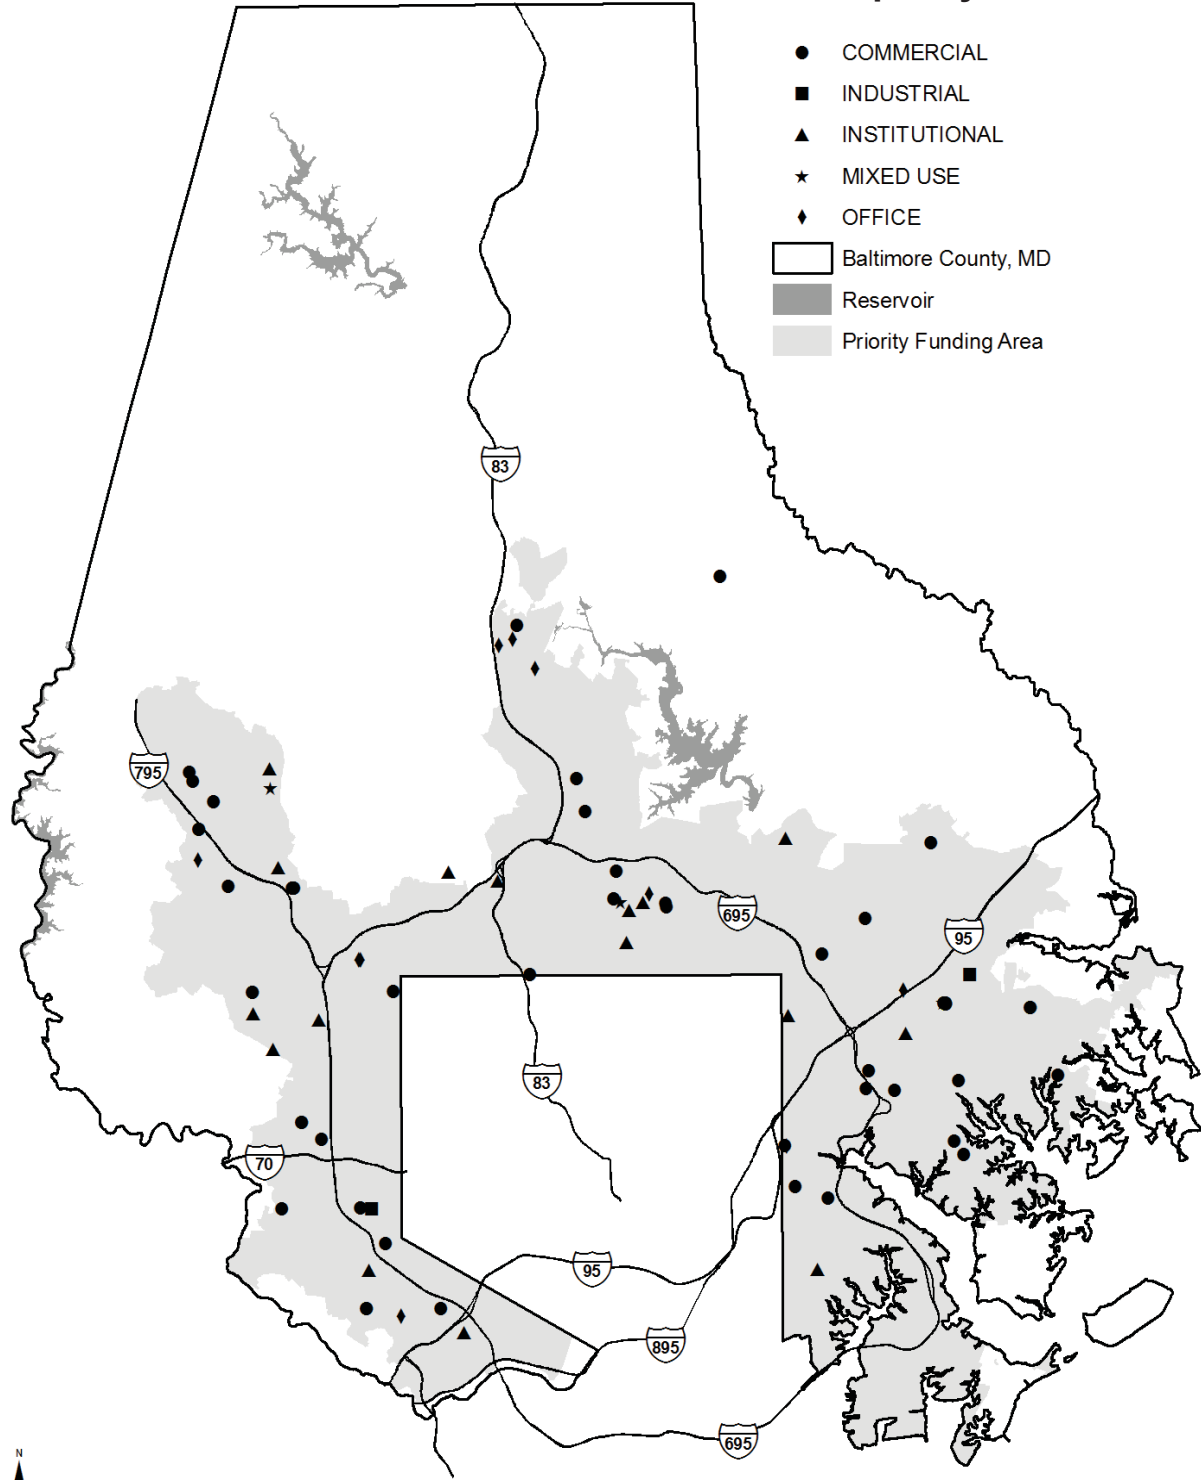 COMMERCIAL
INDUSTRIAL
INSTITUTIONAL
MIXED USE
OFFICE
Baltimore County, MD
Reservoir
Priority Funding Area
83
795
695
95
83
70
95
895
695
N